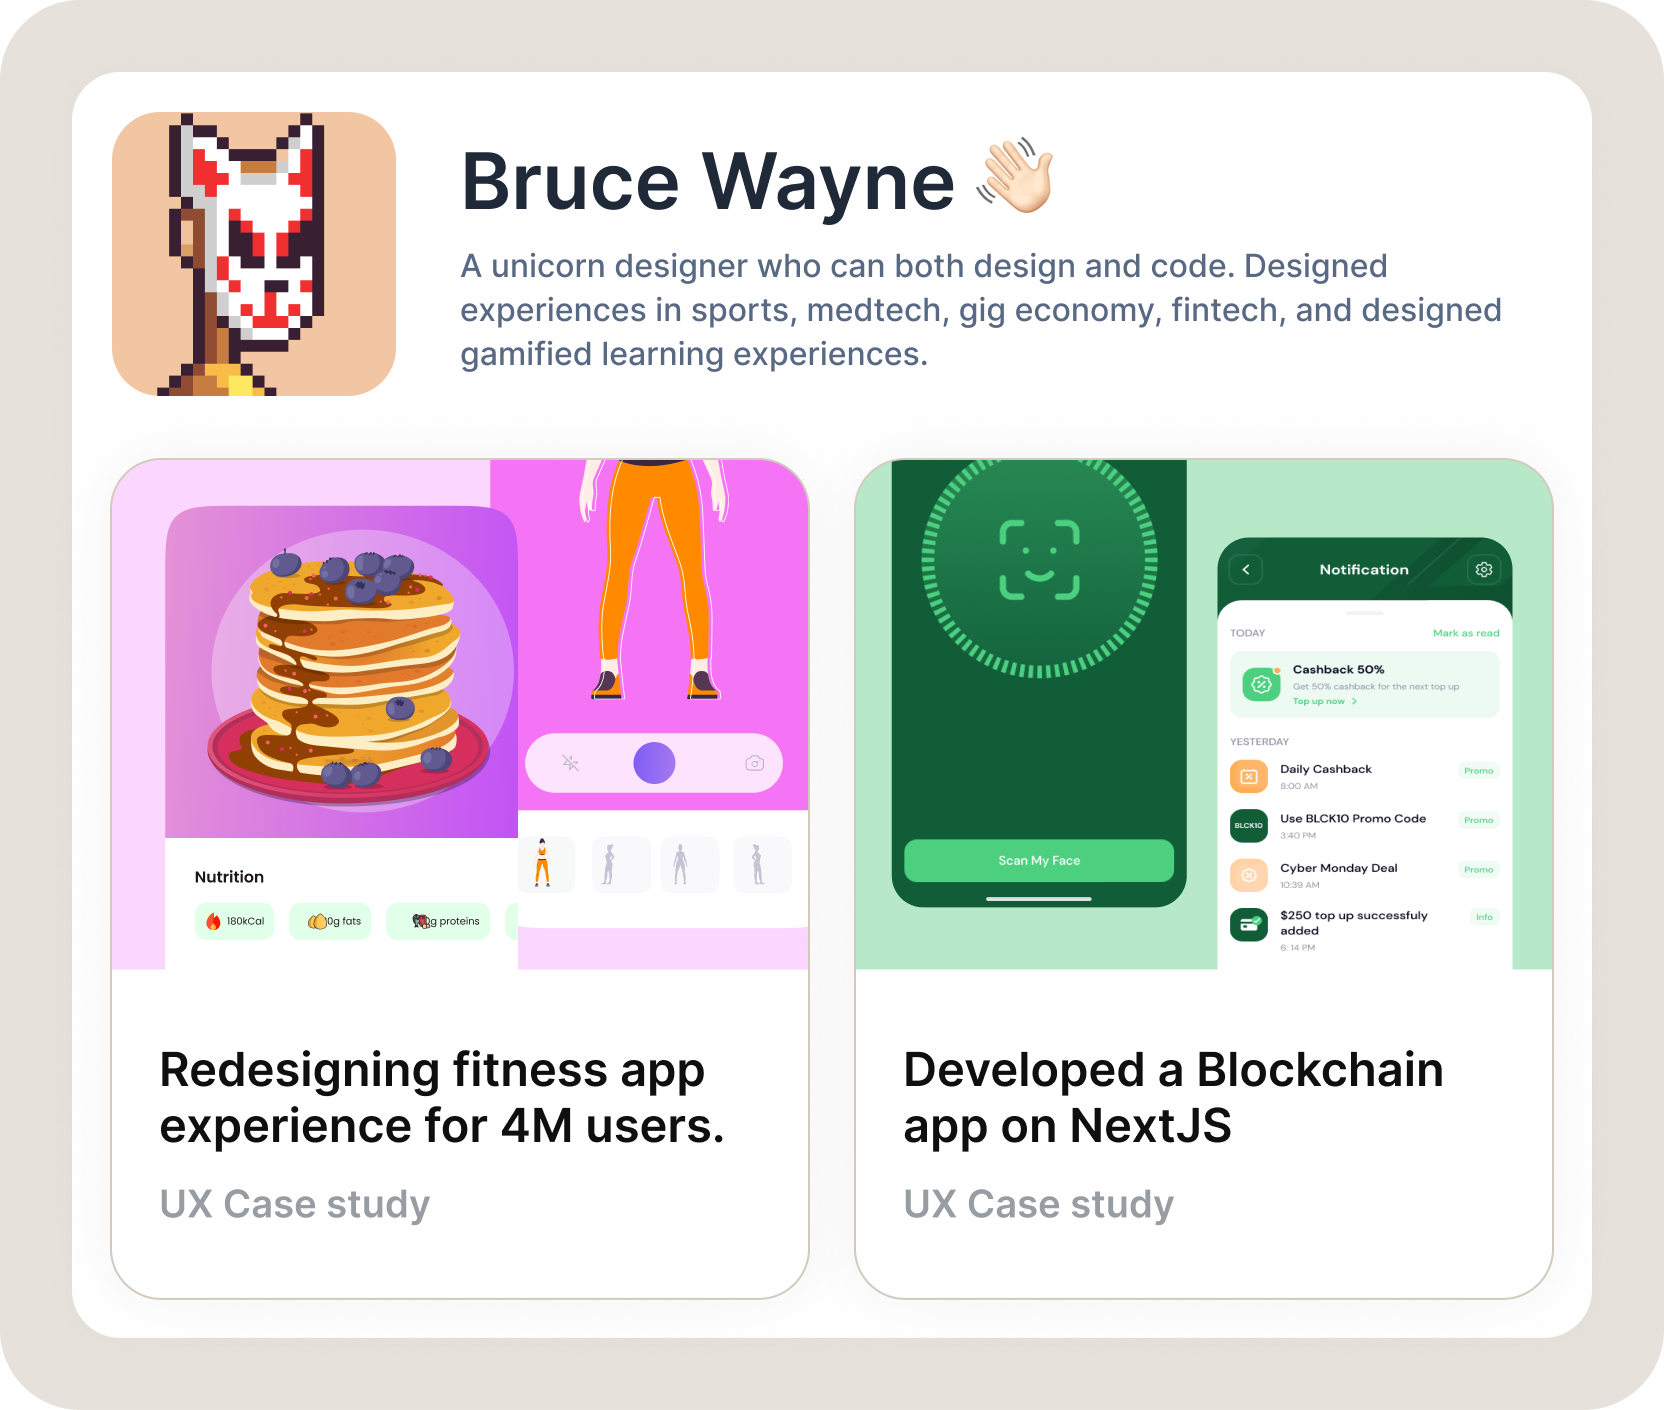 Bruce Wayne 👋🏻
A unicorn designer who can both design and code. Designed
experiences in sports, medtech, gig economy, fintech, and designed
gamified learning experiences.
Nutrition
180kCal
0g fats
g proteins
Redesigning fitness app
experience for 4M users.
UX Case study
Scan My Face
Notification
TODAY
Mark as read
Cashback 50%
Get 50% cashback for the next top up
Top up now
YESTERDAY
Daily Cashback
Promo
8:00 AM
BLCK10
Use BLCK10 Promo Code
Promo
3:40 PM
Cyber Monday Deal
Promo
10:39 AM
$250 top up successfuly
added
Info
6: 14 PM
Developed a Blockchain
app on NextJS
UX Case study